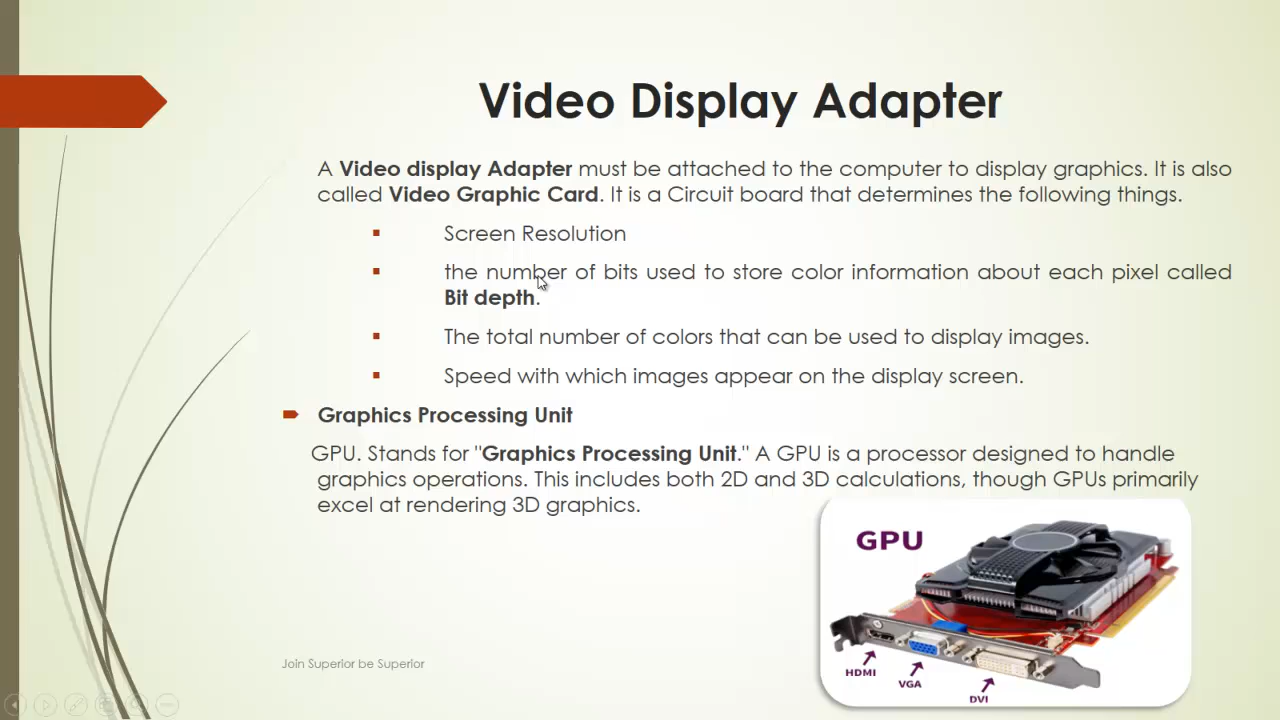 Video Display Adapter
A Video display Adapter must be attached to the computer to display graphics. It is also
called Video Graphic Card. It is a Circuit board that determines the following things.
Screen Resolution
the number of bits used to store color information about each pixel called
Bit depth.
The total number of colors that can be used to display images.
Speed with which images appear on the display screen.
Graphics Processing Unit
GPU. Stands for "Graphics Processing Unit." A GPU is a processor designed to handle
graphics operations. This includes both 2D and 3D calculations, though GPUs primarily
excel at rendering 3D graphics.
GPU
HDMI
VGA
DVI
Join Superior be Superior